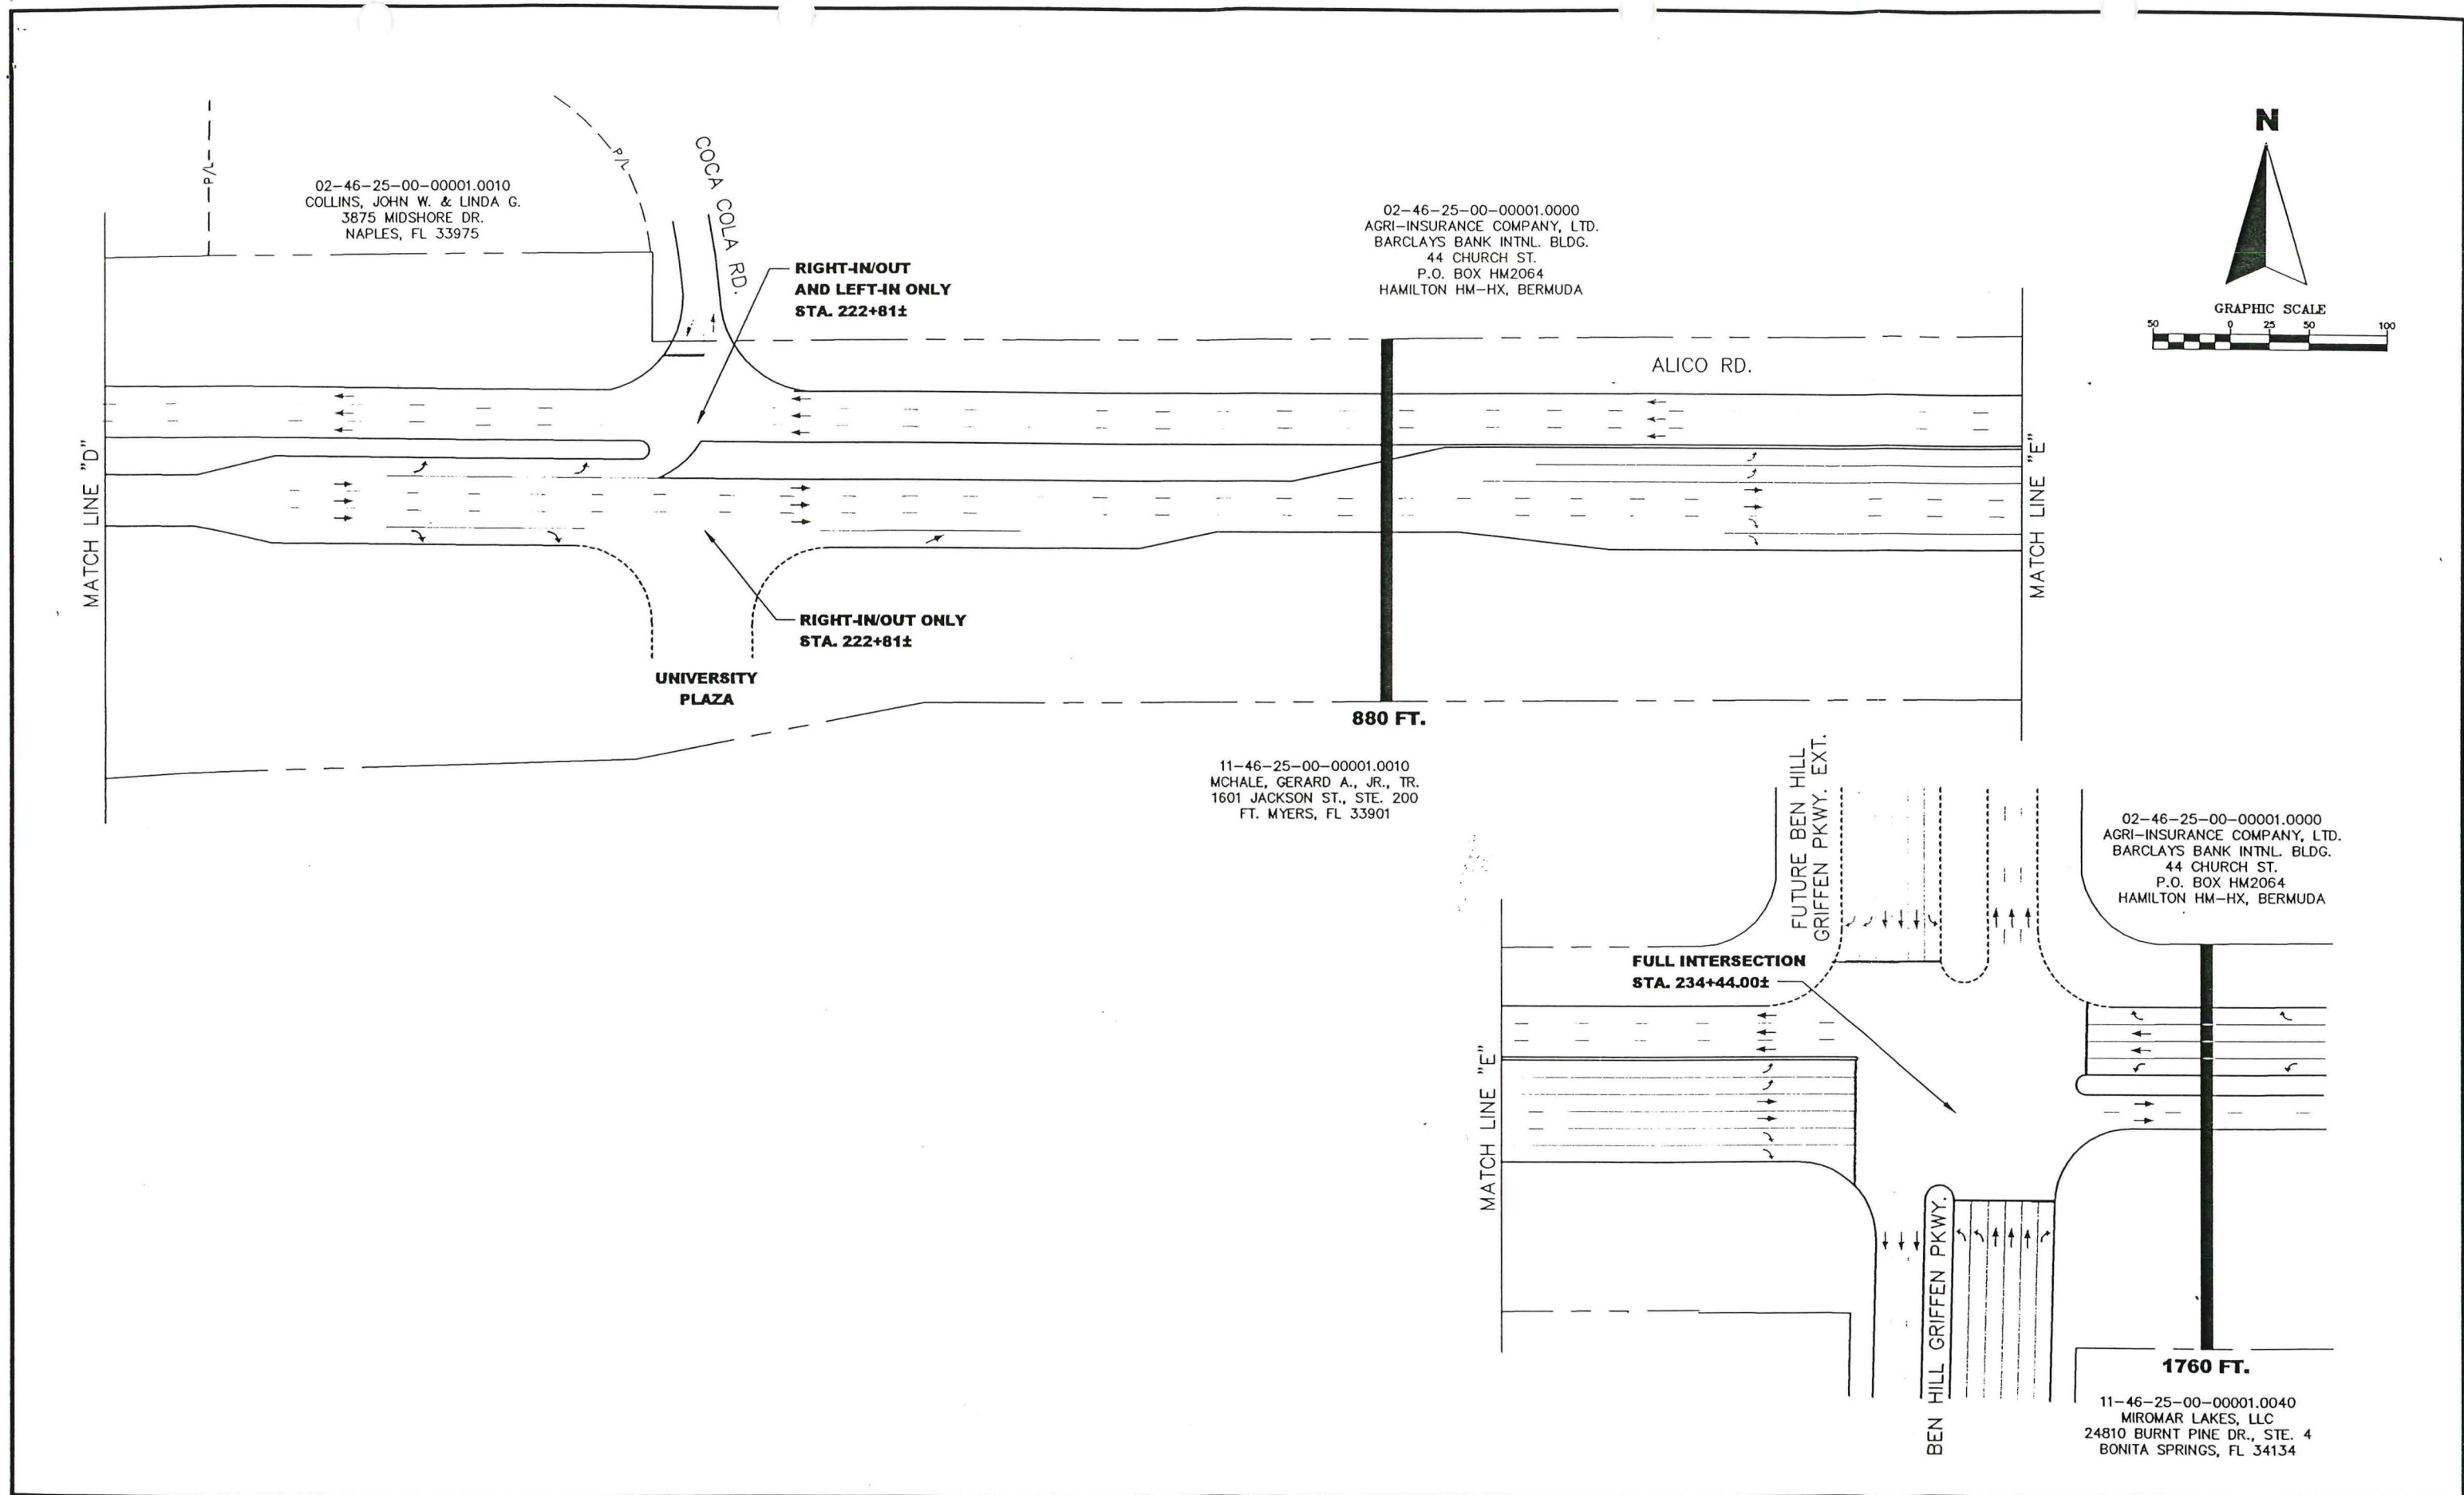 N
GRAPHIC SCALE
50 0 25 50 100
P/L
P/L
COCA COLA RD.
02-46-25-00-00001.0010
COLLINS, JOHN W. & LINDA G.
3875 MIDSHORE DR.
NAPLES, FL 33975
RIGHT-IN/OUT
AND LEFT-IN ONLY
STA. 222+81±
02-46-25-00-00001.0000
AGRI-INSURANCE COMPANY, LTD.
BARCLAYS BANK INTNL. BLDG.
44 CHURCH ST.
P.O. BOX HM2064
HAMILTON HM-HX, BERMUDA
ALICO RD.
MATCH LINE "D"
MATCH LINE "E"
RIGHT-IN/OUT ONLY
STA. 222+81±
UNIVERSITY
PLAZA
880 FT.
11-46-25-00-00001.0010
MCHALE, GERARD A., JR., TR.
1601 JACKSON ST., STE. 200
FT. MYERS, FL 33901
FUTURE BEN HILL
GRIFFEN PKWY. EXT.
02-46-25-00-00001.0000
AGRI-INSURANCE COMPANY, LTD.
BARCLAYS BANK INTNL. BLDG.
44 CHURCH ST.
P.O. BOX HM2064
HAMILTON HM-HX, BERMUDA
FULL INTERSECTION
STA. 234+44.00±
MATCH LINE "E"
BEN HILL GRIFFEN PKWY.
1760 FT.
11-46-25-00-00001.0040
MIROMAR LAKES, LLC
24810 BURNT PINE DR., STE. 4
BONITA SPRINGS, FL 34134